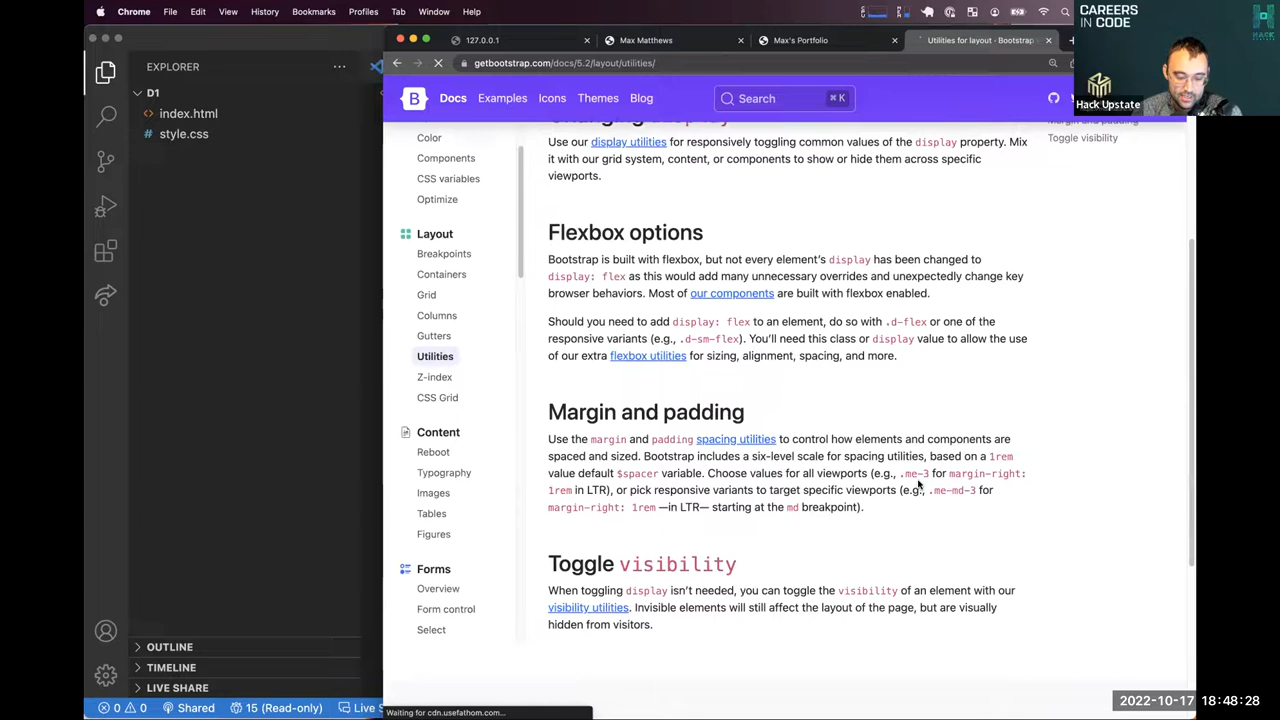 Chrome File Edit View History Bookmarks Profiles Tab Window Help
CAREERS
IN CODE
HACK
Hack Upstate
127.0.0.1
Max Matthews
Max's Portfolio
Utilities for layout · Bootstrap
getbootstrap.com/docs/5.2/layout/utilities/
EXPLORER
D1
index.html
style.css
OUTLINE
TIMELINE
LIVE SHARE
0 0 Shared 15 (Read-only) Live S
B Docs Examples Icons Themes Blog
Search ⌘K
Color
Components
CSS variables
Optimize
Layout
Breakpoints
Containers
Grid
Columns
Gutters
Utilities
Z-index
CSS Grid
Content
Reboot
Typography
Images
Tables
Figures
Forms
Overview
Form control
Select
Changing display
Use our display utilities for responsively toggling common values of the display property. Mix
it with our grid system, content, or components to show or hide them across specific
viewports.
Flexbox options
Bootstrap is built with flexbox, but not every element's display has been changed to
display: flex as this would add many unnecessary overrides and unexpectedly change key
browser behaviors. Most of our components are built with flexbox enabled.
Should you need to add display: flex to an element, do so with .d-flex or one of the
responsive variants (e.g., .d-sm-flex). You'll need this class or display value to allow the use
of our extra flexbox utilities for sizing, alignment, spacing, and more.
Margin and padding
Use the margin and padding spacing utilities to control how elements and components are
spaced and sized. Bootstrap includes a six-level scale for spacing utilities, based on a 1rem
value default $spacer variable. Choose values for all viewports (e.g., .me-3 for margin-right:
1rem in LTR), or pick responsive variants to target specific viewports (e.g., .me-md-3 for
margin-right: 1rem —in LTR— starting at the md breakpoint).
Toggle visibility
When toggling display isn't needed, you can toggle the visibility of an element with our
visibility utilities. Invisible elements will still affect the layout of the page, but are visually
hidden from visitors.
Margin and padding
Toggle visibility
Waiting for cdn.usefathom.com...
2022-10-17 18:48:28